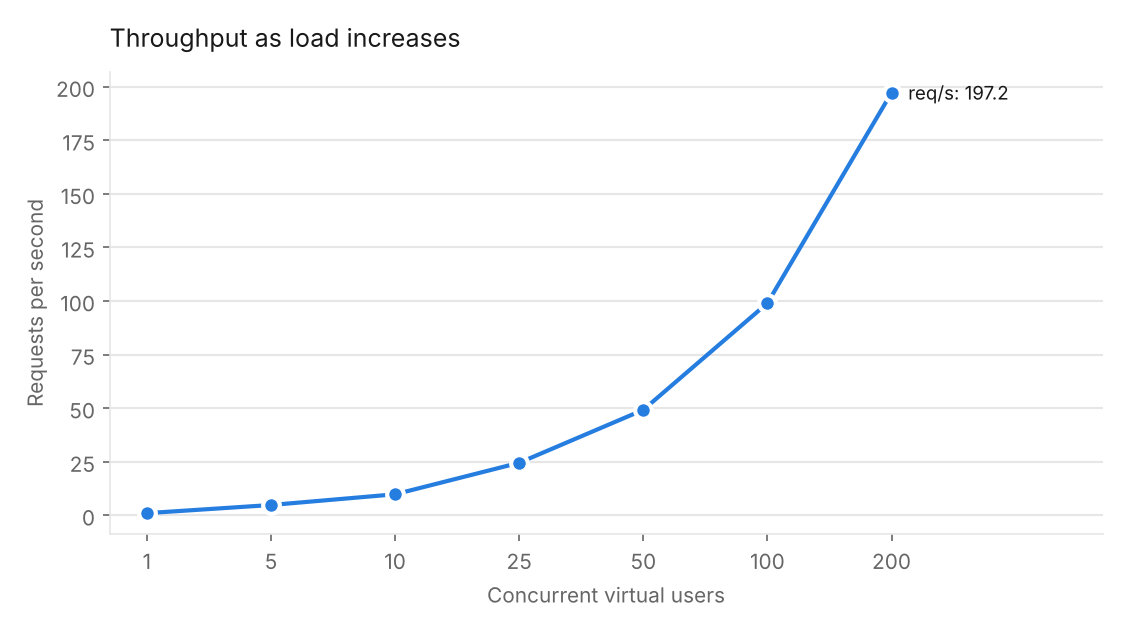 Throughput as load increases
200
175
150
125
100
75
50
25
0
Requests per second
req/s: 197.2
1 5 10 25 50 100 200
Concurrent virtual users